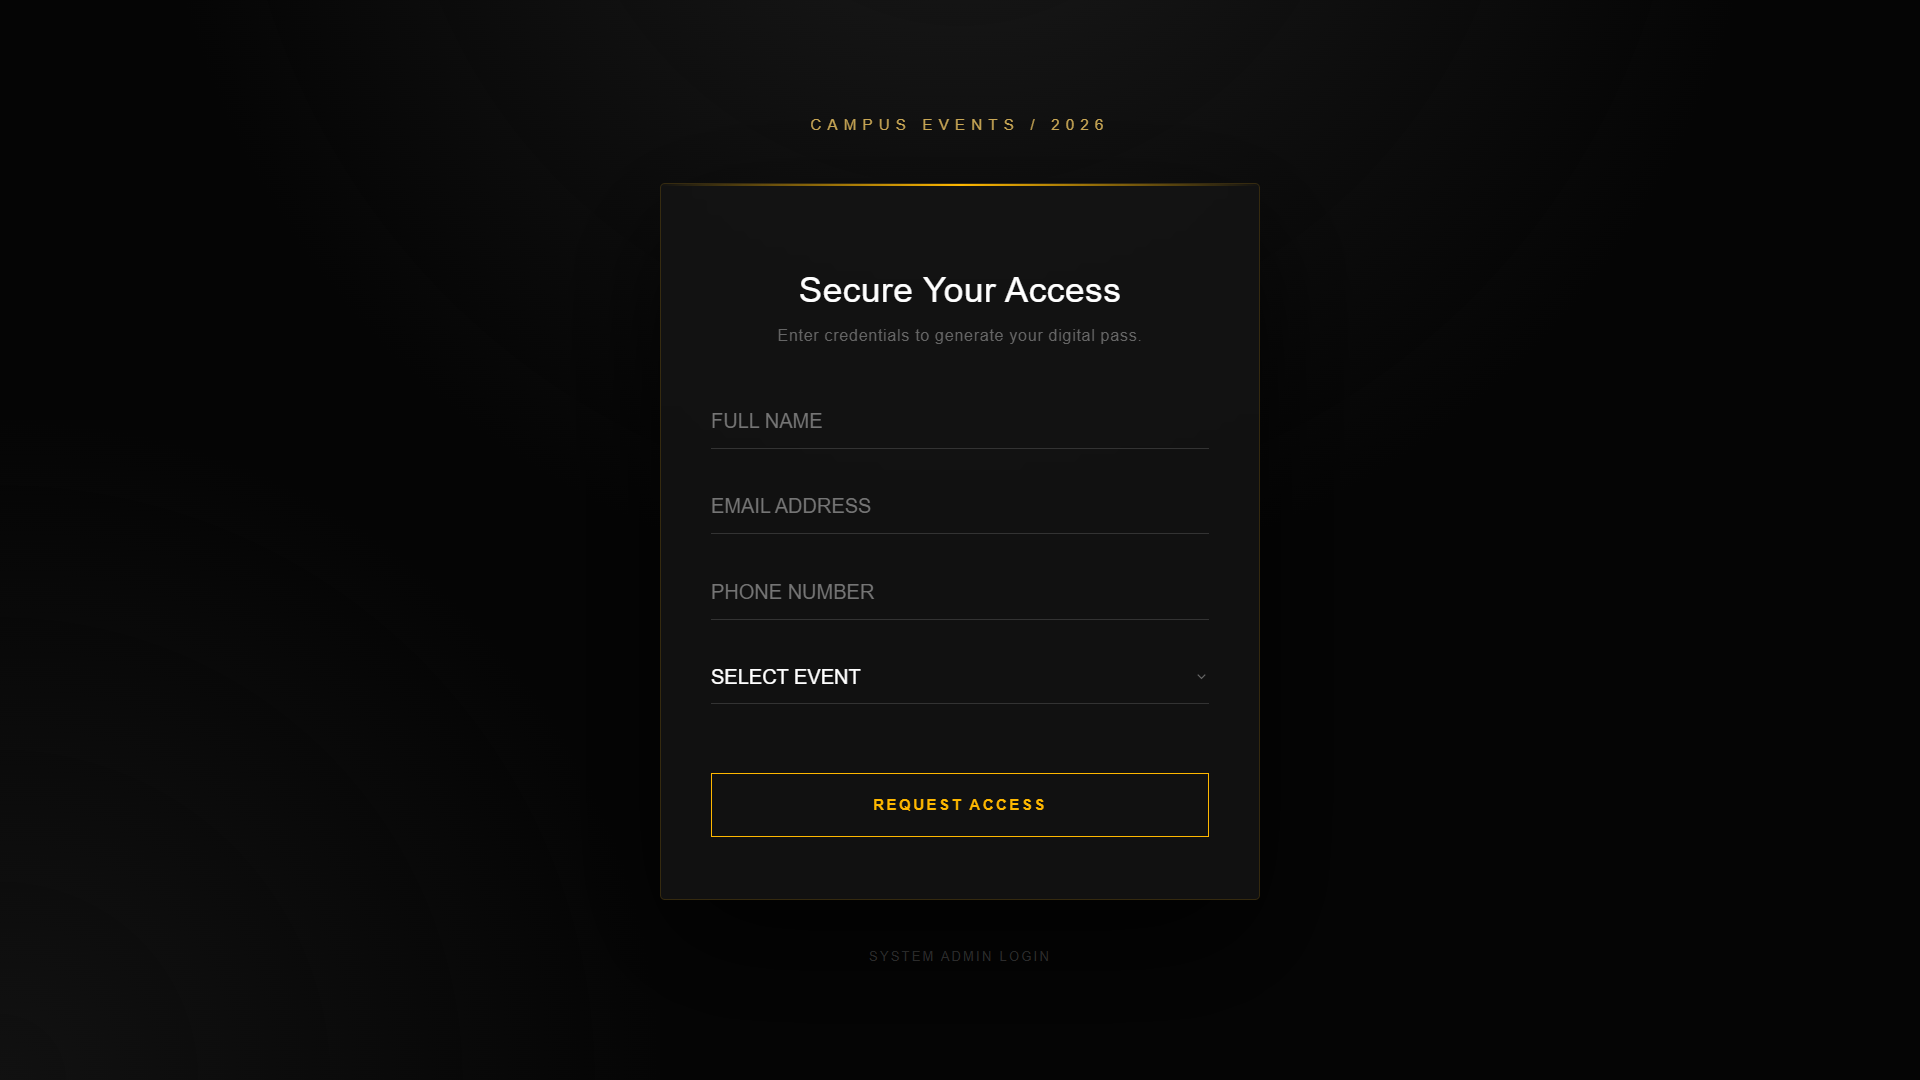 CAMPUS EVENTS / 2026
Secure Your Access
Enter credentials to generate your digital pass.
FULL NAME
EMAIL ADDRESS
PHONE NUMBER
SELECT EVENT
REQUEST ACCESS
SYSTEM ADMIN LOGIN